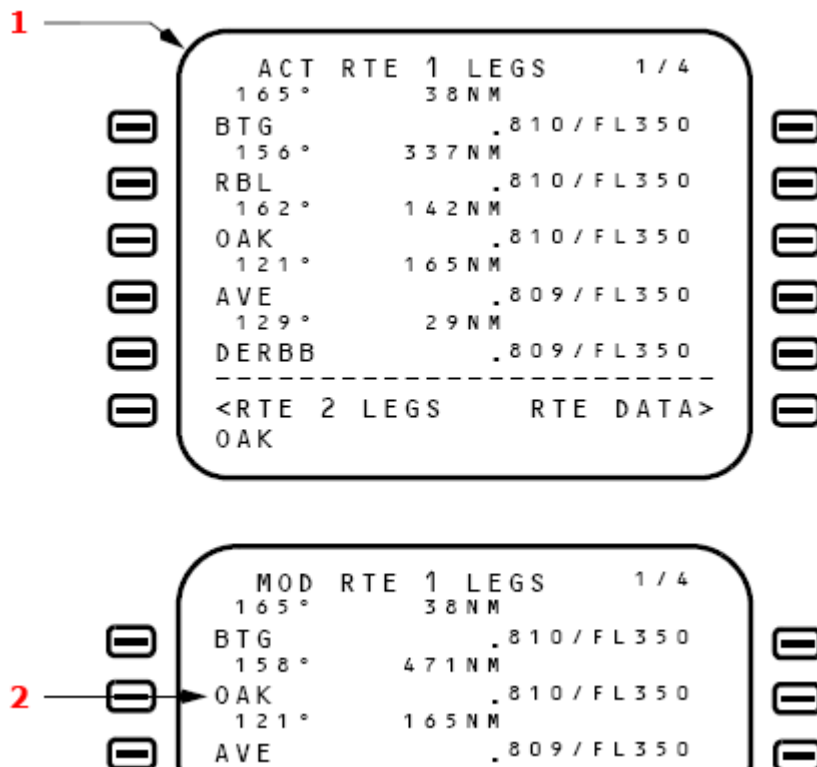 1
ACT RTE 1 LEGS 1/4
165° 38NM
BTG .810/FL350
156° 337NM
RBL .810/FL350
162° 142NM
OAK .810/FL350
121° 165NM
AVE .809/FL350
129° 29NM
DERBB .809/FL350
------------------------
<RTE 2 LEGS RTE DATA>
OAK
MOD RTE 1 LEGS 1/4
165° 38NM
BTG .810/FL350
158° 471NM
2 OAK .810/FL350
121° 165NM
AVE .809/FL350